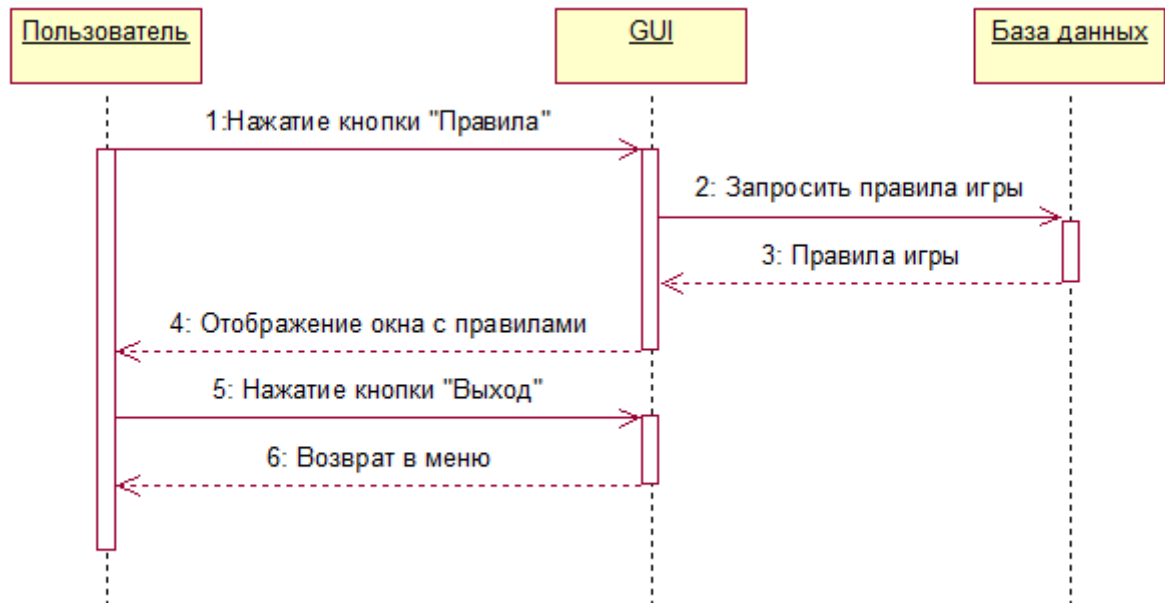 Пользователь
GUI
База данных
1:Нажатие кнопки "Правила"
2: Запросить правила игры
3: Правила игры
4: Отображение окна с правилами
5: Нажатие кнопки "Выход"
6: Возврат в меню